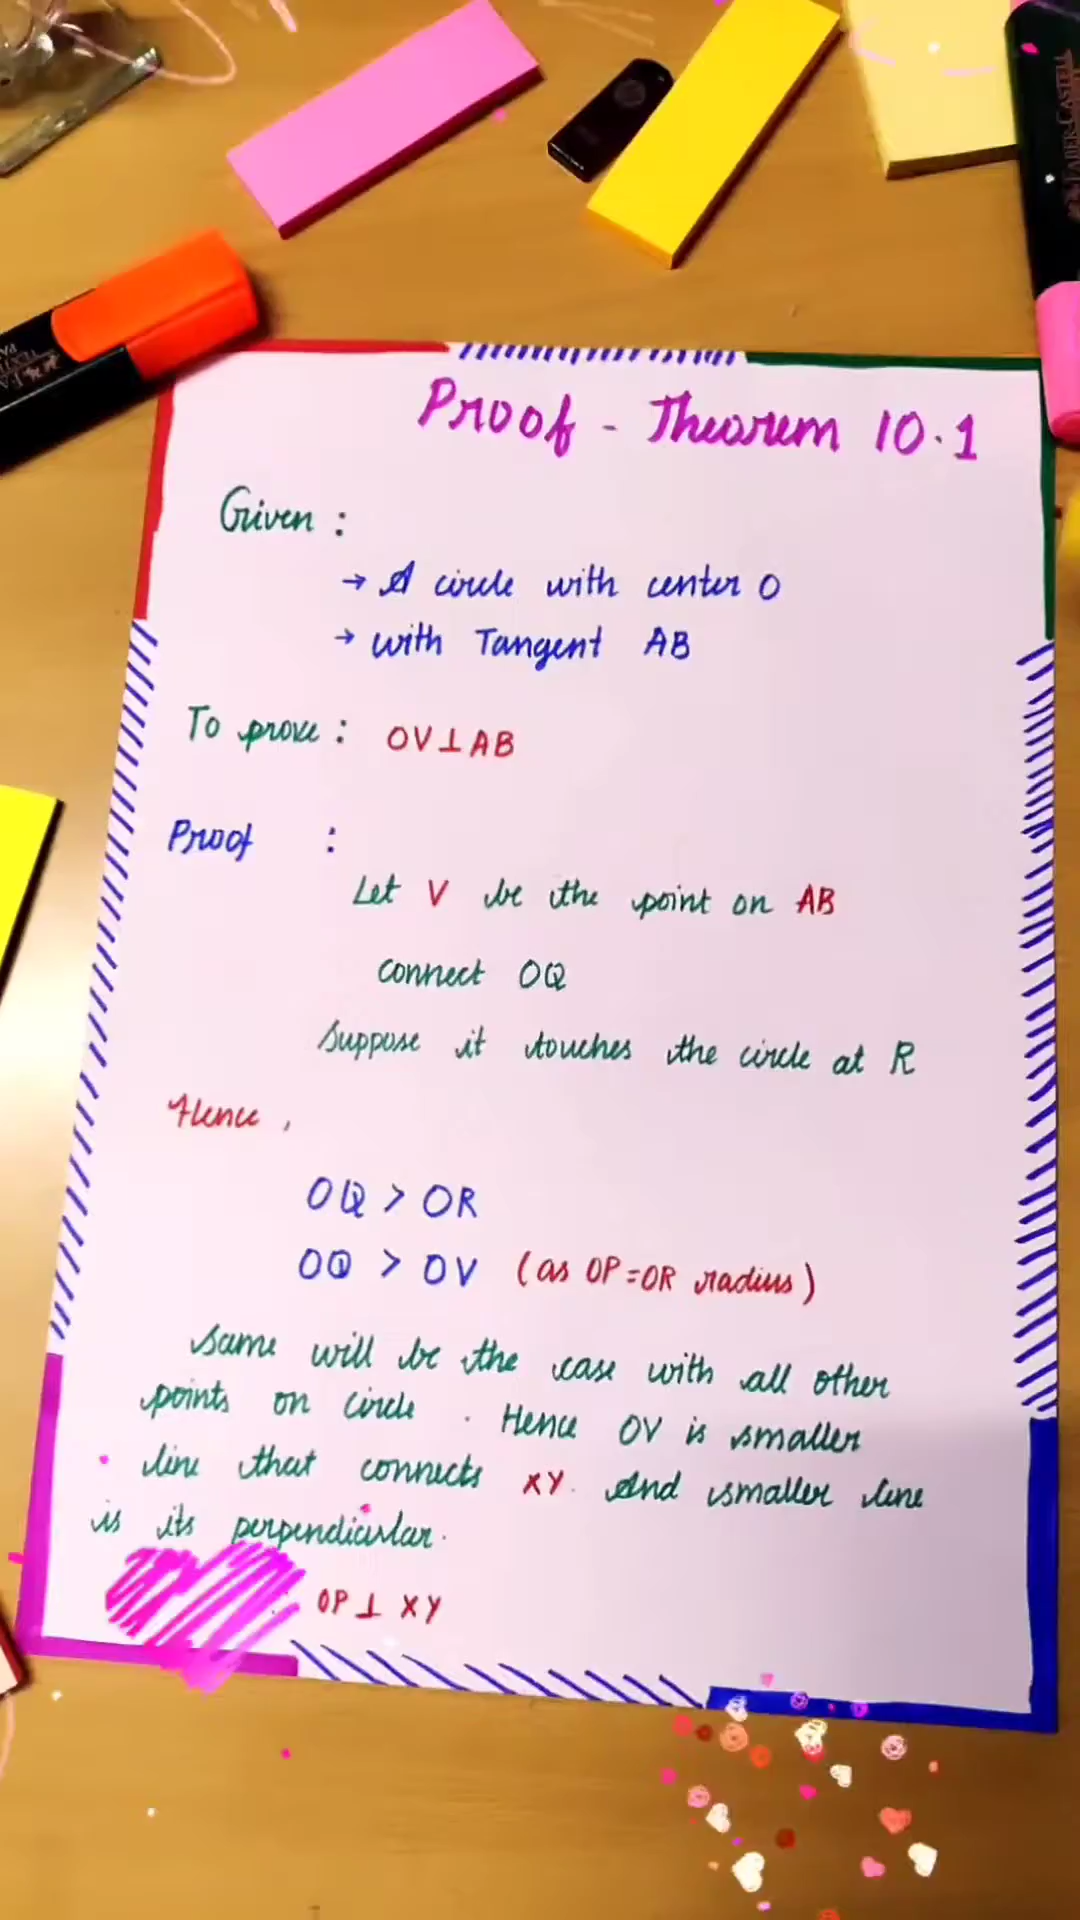 FABER-CASTELL
Proof - Theorem 10.1
Given :
→ A circle with center O
→ with Tangent AB
To prove : OV⊥AB
Proof :
Let V be the point on AB
connect OQ
Suppose it touches the circle at R
Hence ,
OQ > OR
OQ > OV (as OP=OR radius)
Same will be the case with all other
points on circle . Hence OV is smaller
line that connects XY. And smaller line
is its perpendicular.
OP⊥ XY